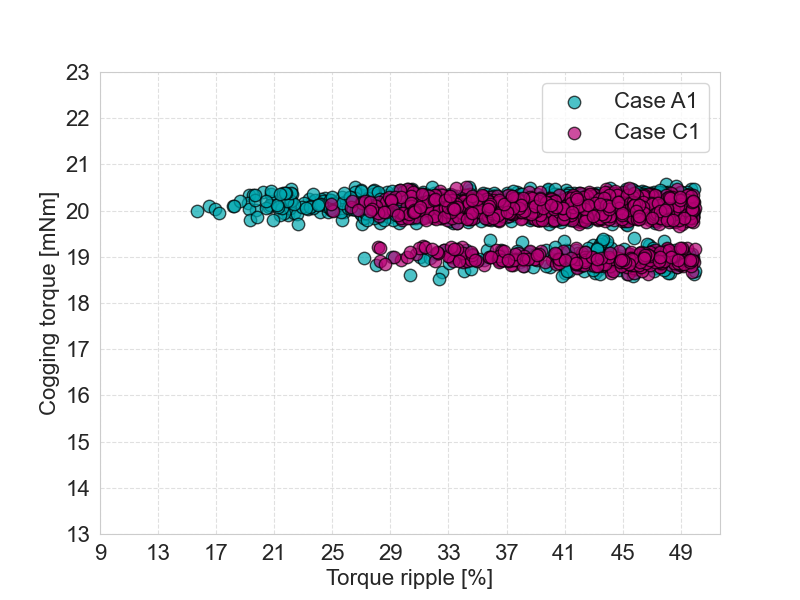 23
22
21
20
19
18
17
16
15
14
13
Cogging torque [mNm]
Case A1
Case C1
9 13 17 21 25 29 33 37 41 45 49
Torque ripple [%]